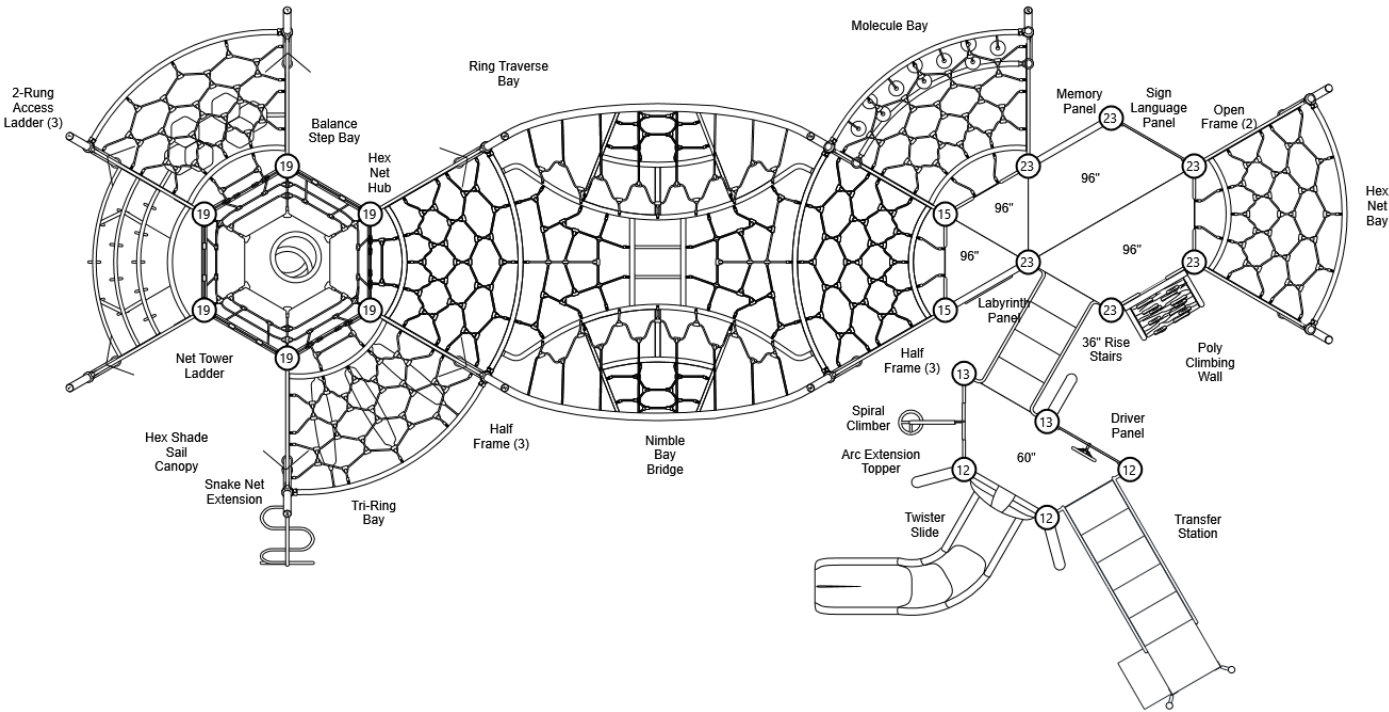 Molecule Bay
Ring Traverse
Bay
2-Rung
Access
Ladder (3)
Balance
Step Bay
Hex
Net
Hub
Memory
Panel
Sign
Language
Panel
Open
Frame (2)
Hex
Net
Bay
19
19
19
19
19
19
15
15
23
23
23
23
23
23
96"
96"
96"
96"
Labyrinth
Panel
36" Rise
Stairs
Poly
Climbing
Wall
Half
Frame (3)
Net Tower
Ladder
Hex Shade
Sail
Canopy
Snake Net
Extension
Tri-Ring
Bay
Half
Frame (3)
Nimble
Bay
Bridge
Spiral
Climber
Arc Extension
Topper
13
13
12
12
12
60"
Driver
Panel
Twister
Slide
Transfer
Station